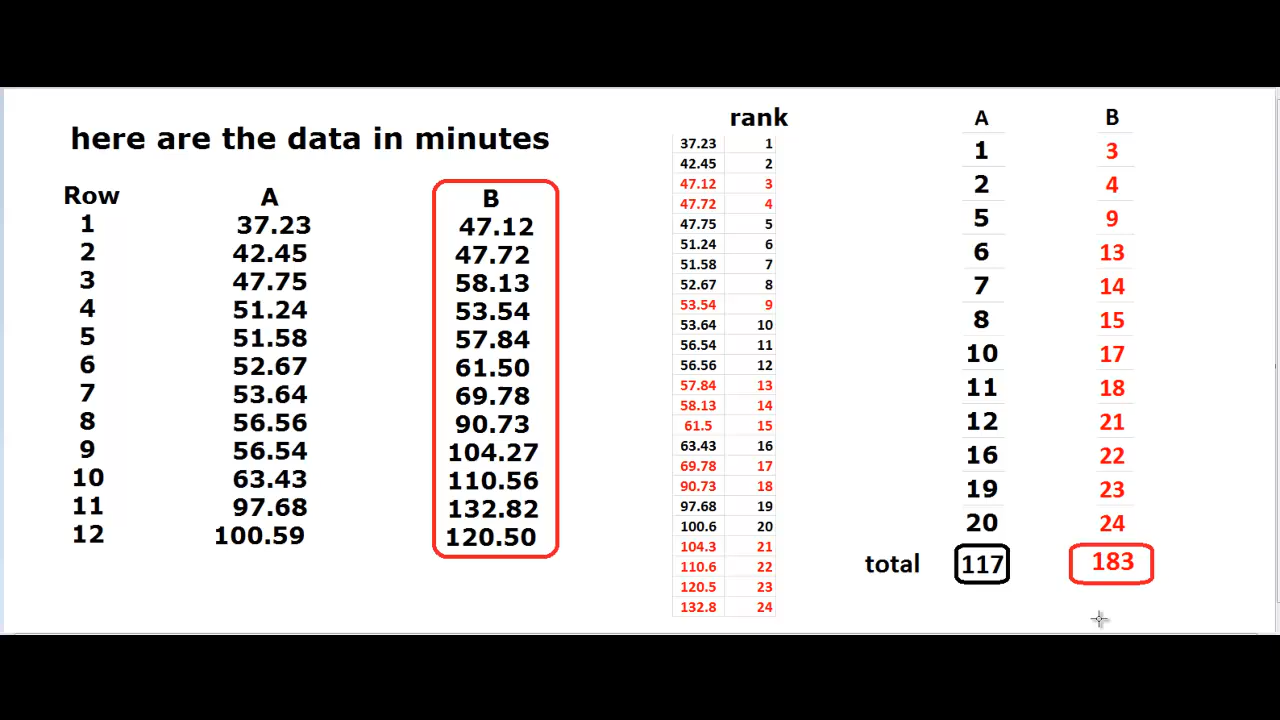 here are the data in minutes
Row A B
1 37.23 47.12
2 42.45 47.72
3 47.75 58.13
4 51.24 53.54
5 51.58 57.84
6 52.67 61.50
7 53.64 69.78
8 56.56 90.73
9 56.54 104.27
10 63.43 110.56
11 97.68 132.82
12 100.59 120.50
rank
37.23 1
42.45 2
47.12 3
47.72 4
47.75 5
51.24 6
51.58 7
52.67 8
53.54 9
53.64 10
56.54 11
56.56 12
57.84 13
58.13 14
61.5 15
63.43 16
69.78 17
90.73 18
97.68 19
100.6 20
104.3 21
110.6 22
120.5 23
132.8 24
A B
1 3
2 4
5 9
6 13
7 14
8 15
10 17
11 18
12 21
16 22
19 23
20 24
total 117 183